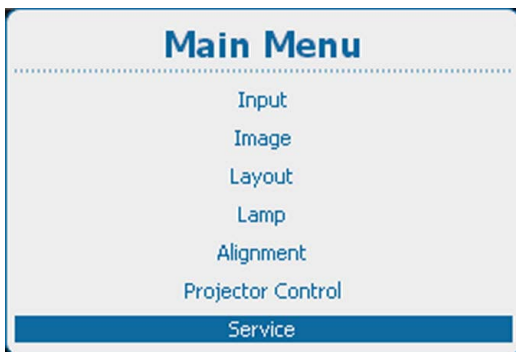 Main Menu
Input
Image
Layout
Lamp
Alignment
Projector Control
Service